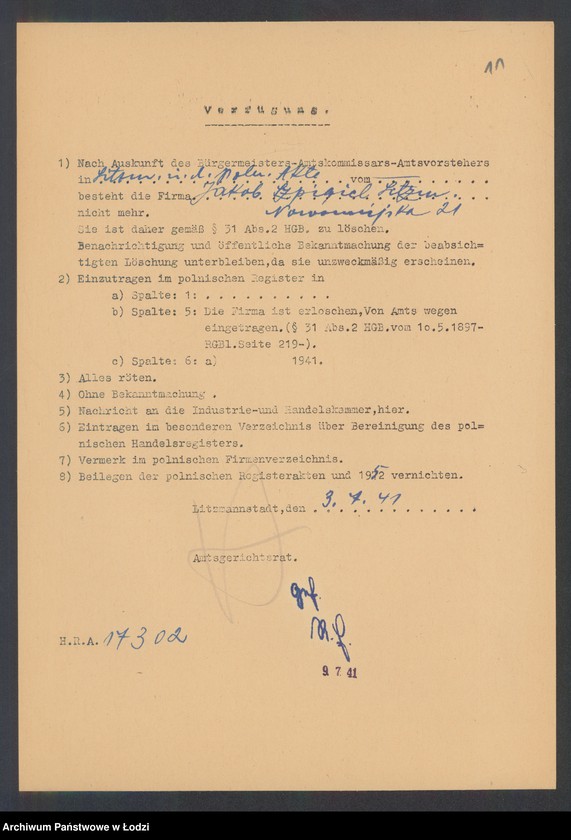 11
Verfügung.
1) Nach Auskunft des Bürgermeisters-Amtskommissars-Amtsvorstehers
in Litzm. u. d. poln. Akte vom
besteht die Firma Jakob Szpigiel Litzm.
nicht mehr. Nowomiejska 21
Sie ist daher gemäß § 31 Abs.2 HGB. zu löschen.
Benachrichtigung und öffentliche Bekanntmachung der beabsich=
tigten Löschung unterbleiben,da sie unzweckmäßig erscheinen.
2) Einzutragen im polnischen Register in
a) Spalte: 1: . . . . . . . . . . .
b) Spalte: 5: Die Firma ist erloschen,Von Amts wegen
eingetragen.(§ 31 Abs.2 HGB.vom 10.5.1897-
RGBl.Seite 219-).
c) Spalte: 6: a) 1941.
3) Alles röten.
4) Ohne Bekanntmachung .
5) Nachricht an die Industrie-und Handelskammer,hier.
6) Eintragen im besonderen Verzeichnis über Bereinigung des pol=
nischen Handelsregisters.
7) Vermerk im polnischen Firmenverzeichnis.
8) Beilegen der polnischen Registerakten und 1952 vernichten.
Litzmannstadt,den 3. 7. 41
Amtsgerichtsrat.
gef.
H.R.A. 17302
9 7 41
Archiwum Państwowe w Łodzi